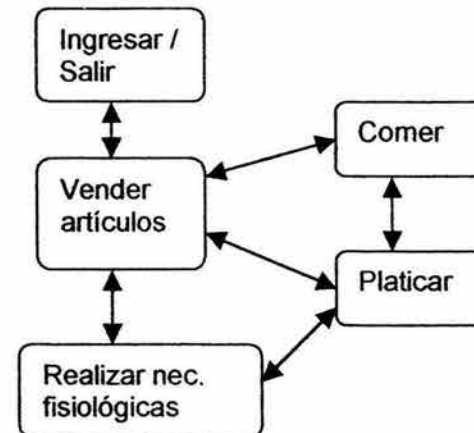 Ingresar /
Salir
Comer
Vender
artículos
Platicar
Realizar nec.
fisiológicas